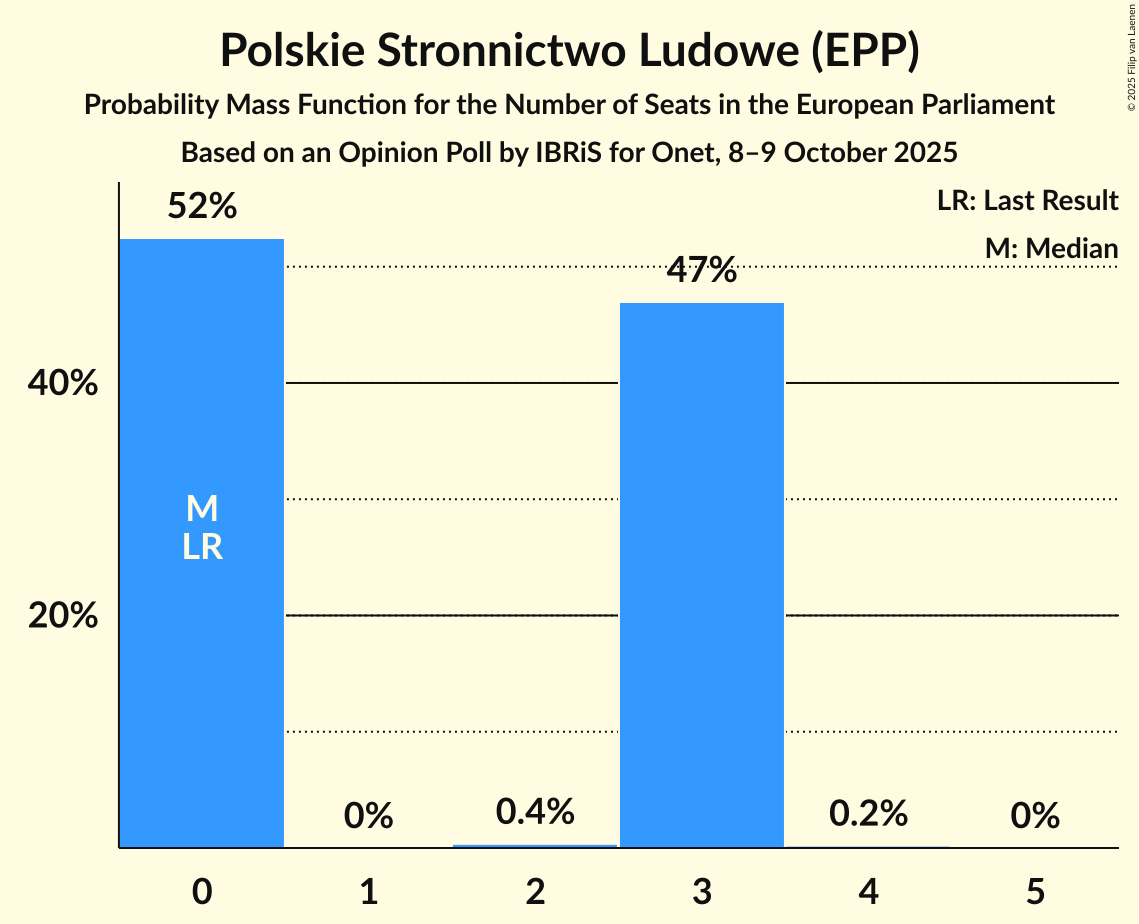 Polskie Stronnictwo Ludowe (EPP)
Probability Mass Function for the Number of Seats in the European Parliament
Based on an Opinion Poll by IBRiS for Onet, 8–9 October 2025
© 2025 Filip van Laenen
LR: Last Result
M: Median
52%
47%
40%
20%
M
LR
0%
0.4%
0.2%
0%
0
1
2
3
4
5